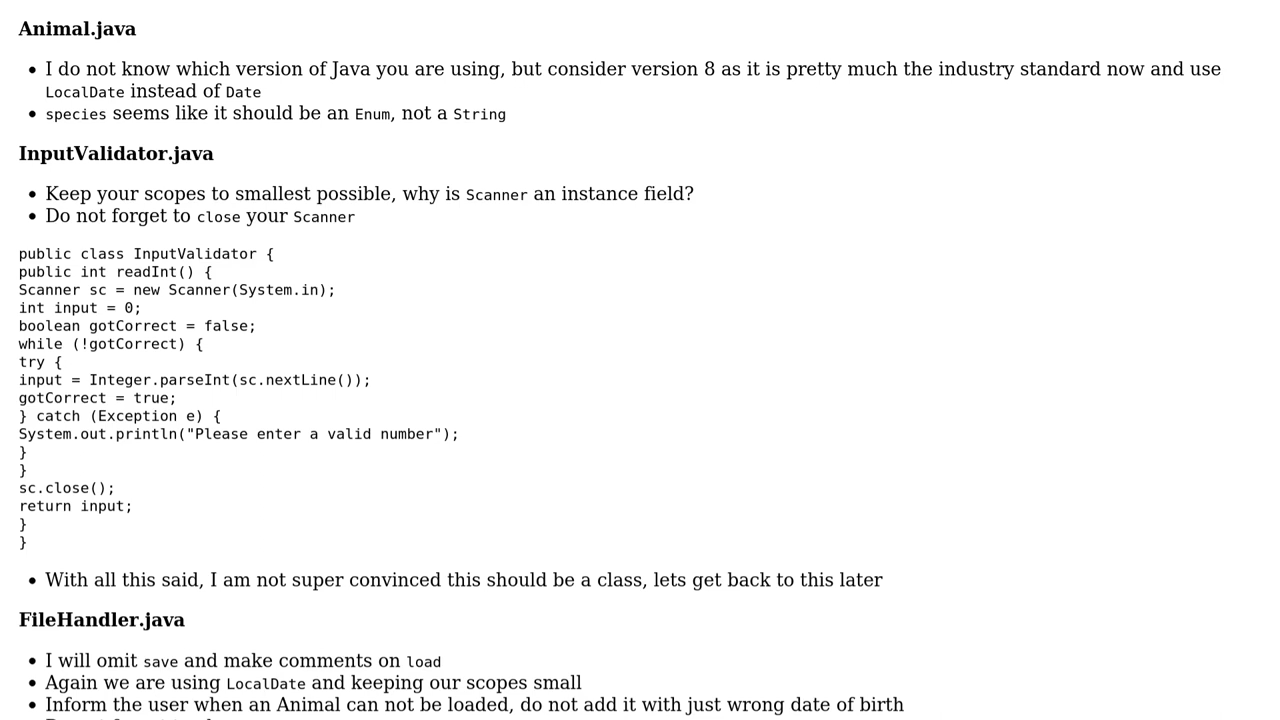 Animal.java
• I do not know which version of Java you are using, but consider version 8 as it is pretty much the industry standard now and use
LocalDate instead of Date
• species seems like it should be an Enum, not a String
InputValidator.java
• Keep your scopes to smallest possible, why is Scanner an instance field?
• Do not forget to close your Scanner
public class InputValidator {
public int readInt() {
Scanner sc = new Scanner(System.in);
int input = 0;
boolean gotCorrect = false;
while (!gotCorrect) {
try {
input = Integer.parseInt(sc.nextLine());
gotCorrect = true;
} catch (Exception e) {
System.out.println("Please enter a valid number");
}
}
sc.close();
return input;
}
}
• With all this said, I am not super convinced this should be a class, lets get back to this later
FileHandler.java
• I will omit save and make comments on load
• Again we are using LocalDate and keeping our scopes small
• Inform the user when an Animal can not be loaded, do not add it with just wrong date of birth